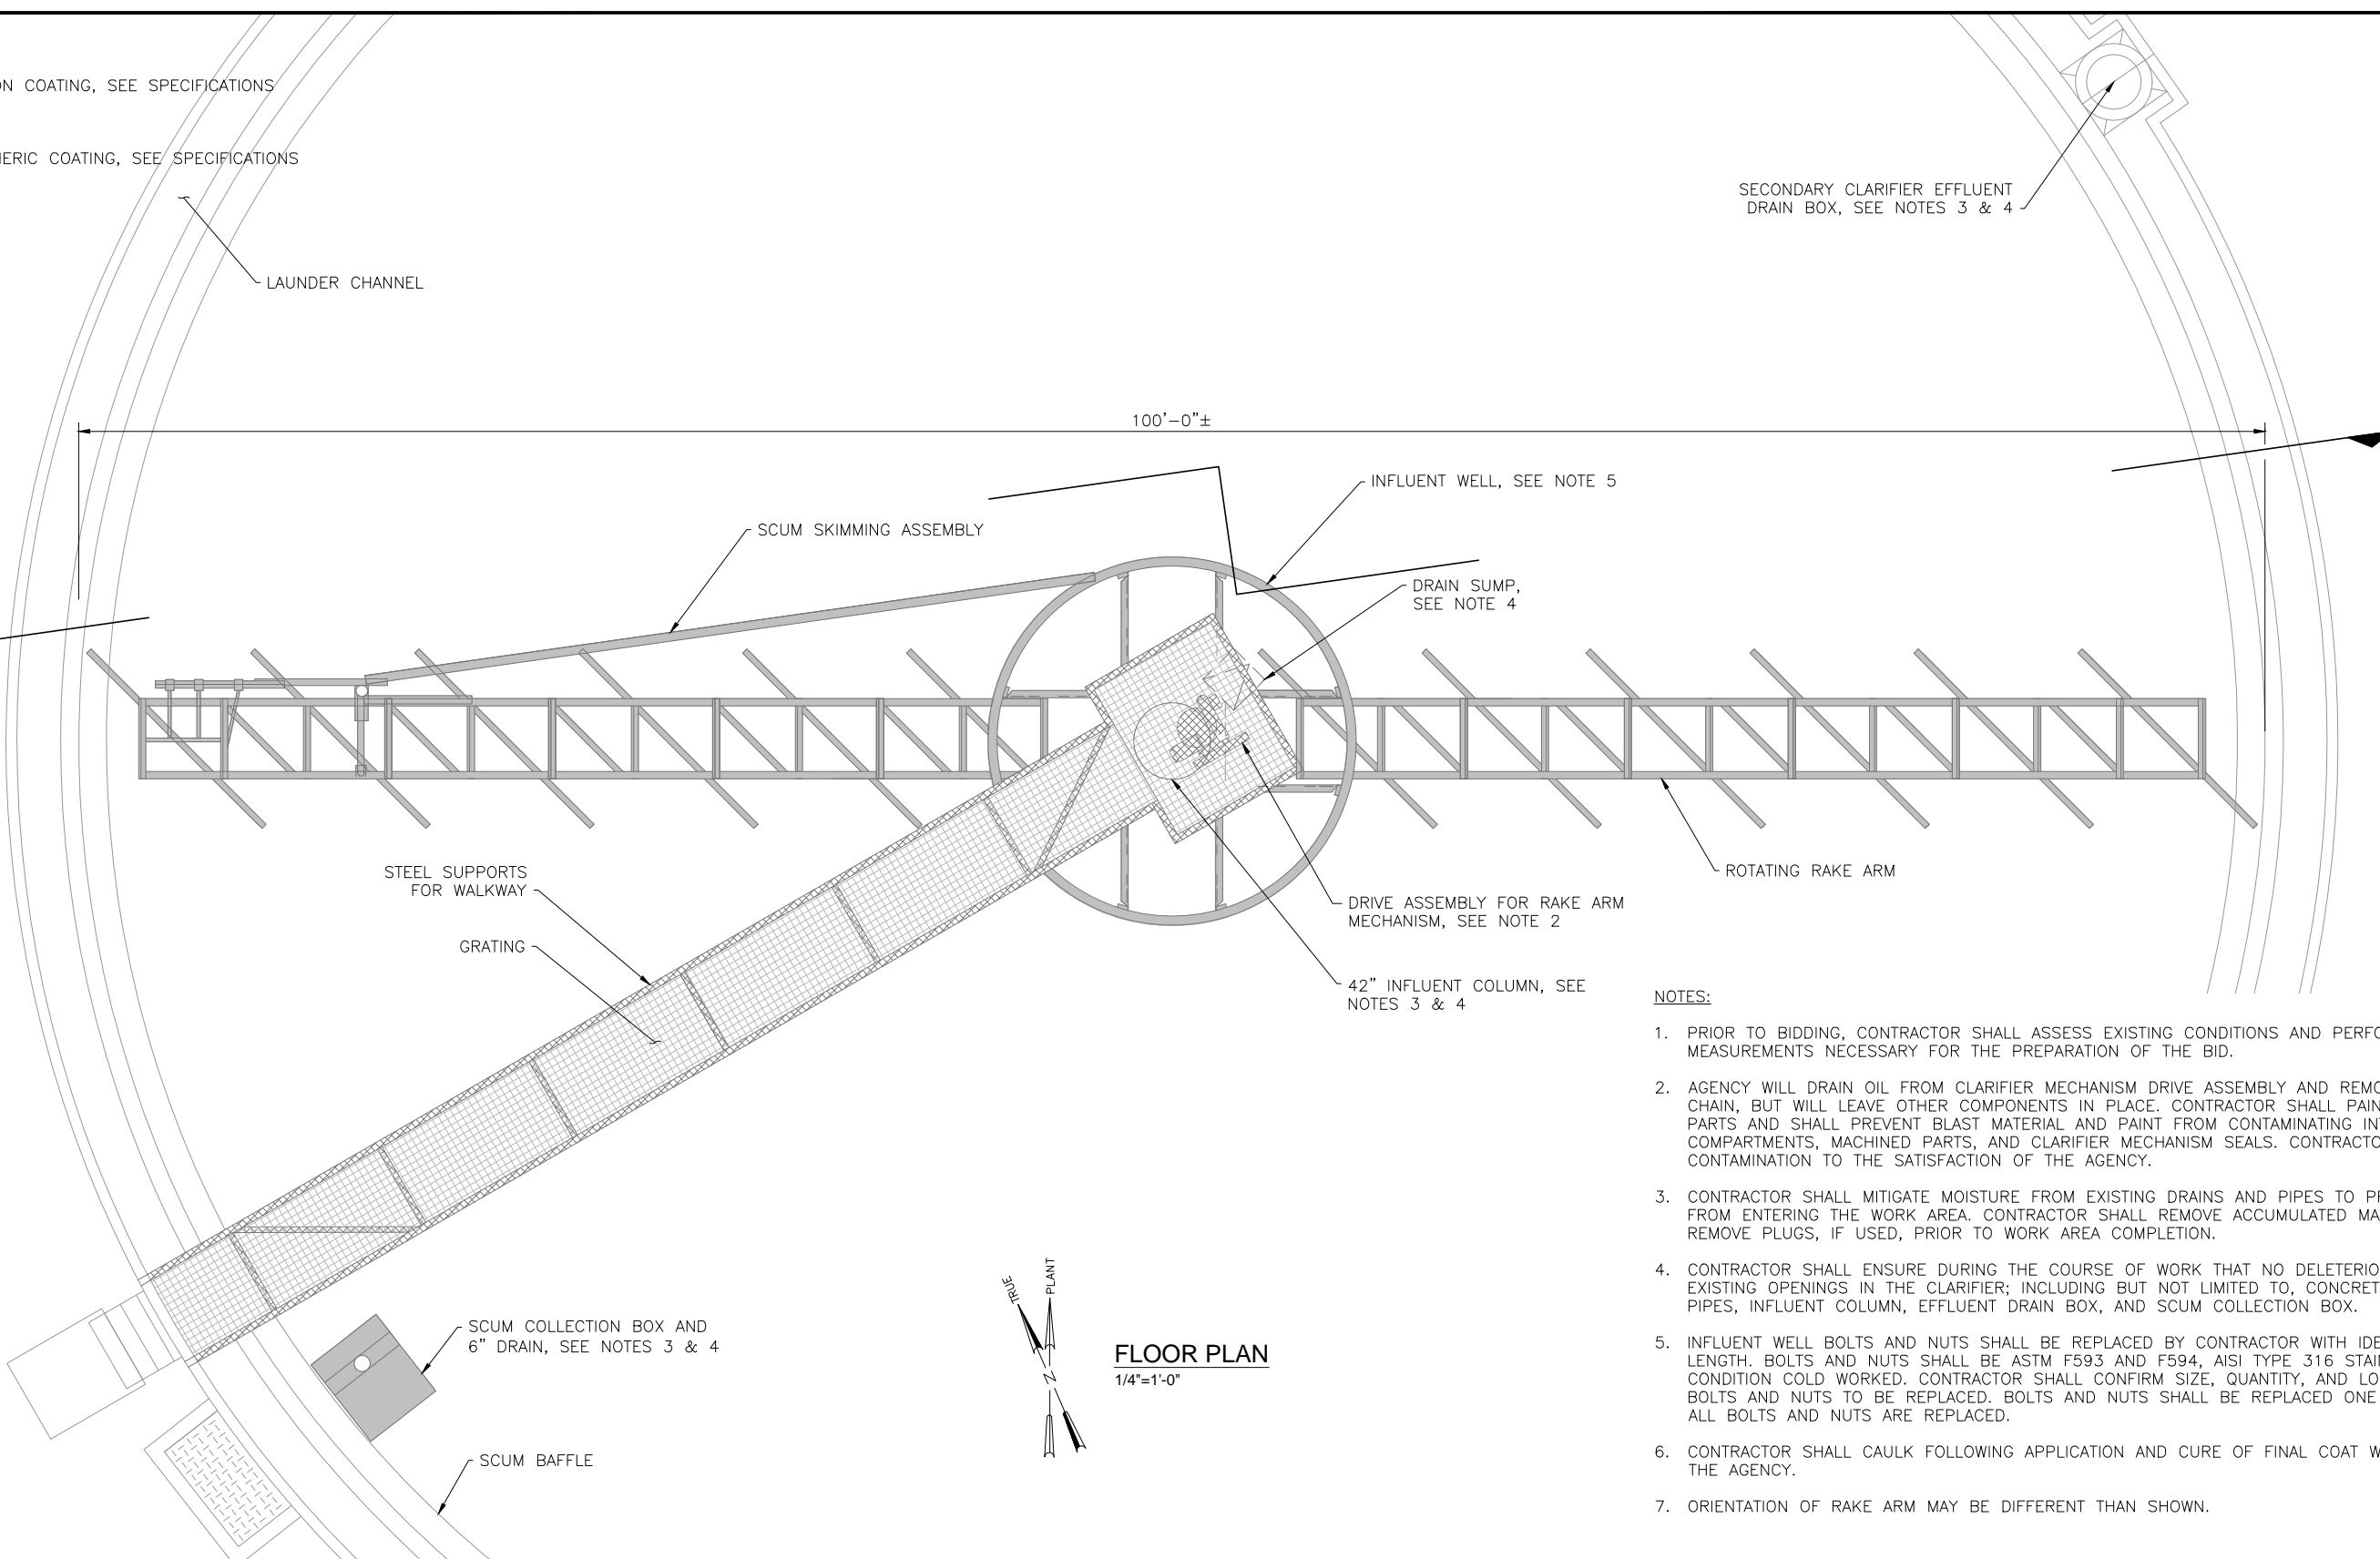 COATING, SEE SPECIFICATIONS
COATING, SEE SPECIFICATIONS
LAUNDER CHANNEL
SECONDARY CLARIFIER EFFLUENT
DRAIN BOX, SEE NOTES 3 & 4
100'-0"±
INFLUENT WELL, SEE NOTE 5
SCUM SKIMMING ASSEMBLY
DRAIN SUMP,
SEE NOTE 4
STEEL SUPPORTS
FOR WALKWAY
GRATING
ROTATING RAKE ARM
DRIVE ASSEMBLY FOR RAKE ARM
MECHANISM, SEE NOTE 2
42" INFLUENT COLUMN, SEE
NOTES 3 & 4
SCUM COLLECTION BOX AND
6" DRAIN, SEE NOTES 3 & 4
SCUM BAFFLE
TRUE
PLANT
N
FLOOR PLAN
1/4"=1'-0"
NOTES:
1. PRIOR TO BIDDING, CONTRACTOR SHALL ASSESS EXISTING CONDITIONS AND
MEASUREMENTS NECESSARY FOR THE PREPARATION OF THE BID.
2. AGENCY WILL DRAIN OIL FROM CLARIFIER MECHANISM DRIVE ASSEMBLY AND
CHAIN, BUT WILL LEAVE OTHER COMPONENTS IN PLACE. CONTRACTOR SHALL
PARTS AND SHALL PREVENT BLAST MATERIAL AND PAINT FROM CONTAMINATING
COMPARTMENTS, MACHINED PARTS, AND CLARIFIER MECHANISM SEALS.
CONTAMINATION TO THE SATISFACTION OF THE AGENCY.
3. CONTRACTOR SHALL MITIGATE MOISTURE FROM EXISTING DRAINS AND PIPES TO
FROM ENTERING THE WORK AREA. CONTRACTOR SHALL REMOVE ACCUMULATED
REMOVE PLUGS, IF USED, PRIOR TO WORK AREA COMPLETION.
4. CONTRACTOR SHALL ENSURE DURING THE COURSE OF WORK THAT NO
EXISTING OPENINGS IN THE CLARIFIER; INCLUDING BUT NOT LIMITED TO,
PIPES, INFLUENT COLUMN, EFFLUENT DRAIN BOX, AND SCUM COLLECTION BOX.
5. INFLUENT WELL BOLTS AND NUTS SHALL BE REPLACED BY CONTRACTOR WITH
LENGTH. BOLTS AND NUTS SHALL BE ASTM F593 AND F594, AISI TYPE 316
CONDITION COLD WORKED. CONTRACTOR SHALL CONFIRM SIZE, QUANTITY, AND
BOLTS AND NUTS TO BE REPLACED. BOLTS AND NUTS SHALL BE REPLACED ONE
ALL BOLTS AND NUTS ARE REPLACED.
6. CONTRACTOR SHALL CAULK FOLLOWING APPLICATION AND CURE OF FINAL COAT
THE AGENCY.
7. ORIENTATION OF RAKE ARM MAY BE DIFFERENT THAN SHOWN.